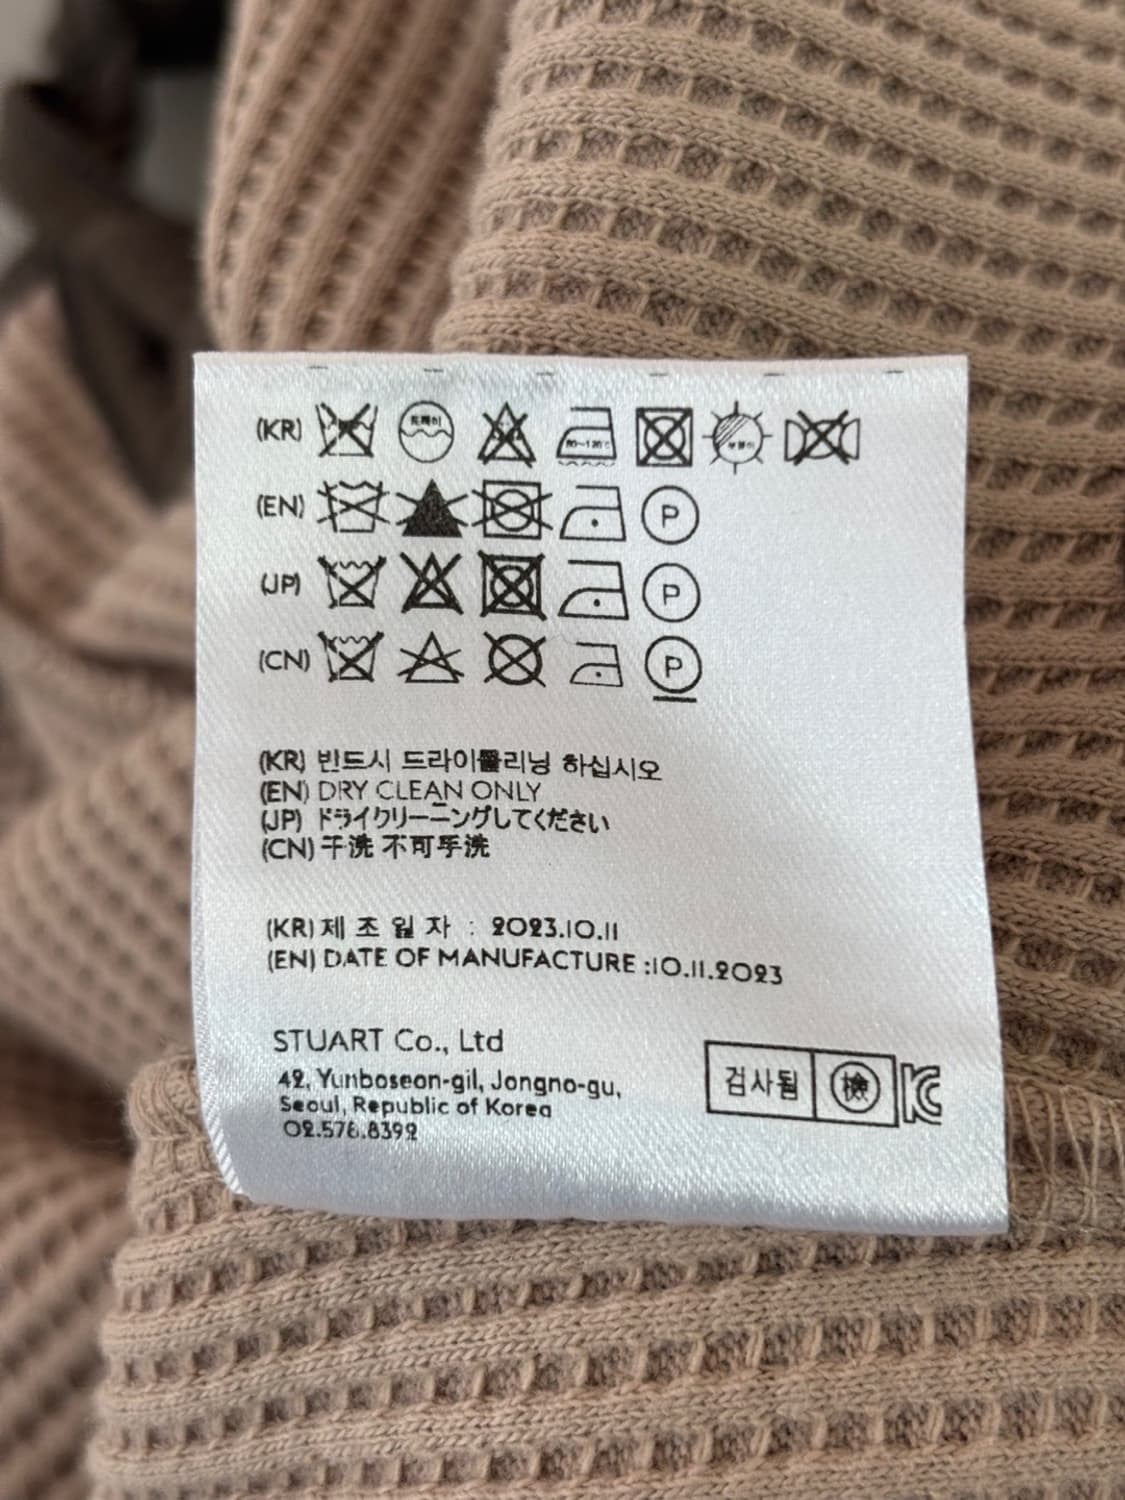 (KR)
(EN) P
(JP) P
(CN) P
(KR) 반드시 드라이클리닝 하십시오
(EN) DRY CLEAN ONLY
(JP) ドライクリーニングしてください
(CN) 干洗 不可手洗
(KR) 제 조 일 자 : 2023.10.11
(EN) DATE OF MANUFACTURE :10.11.2023
STUART Co., Ltd
42, Yunboseon-gil, Jongno-gu,
Seoul, Republic of Korea
02.576.8392
검사됨 檢 KC